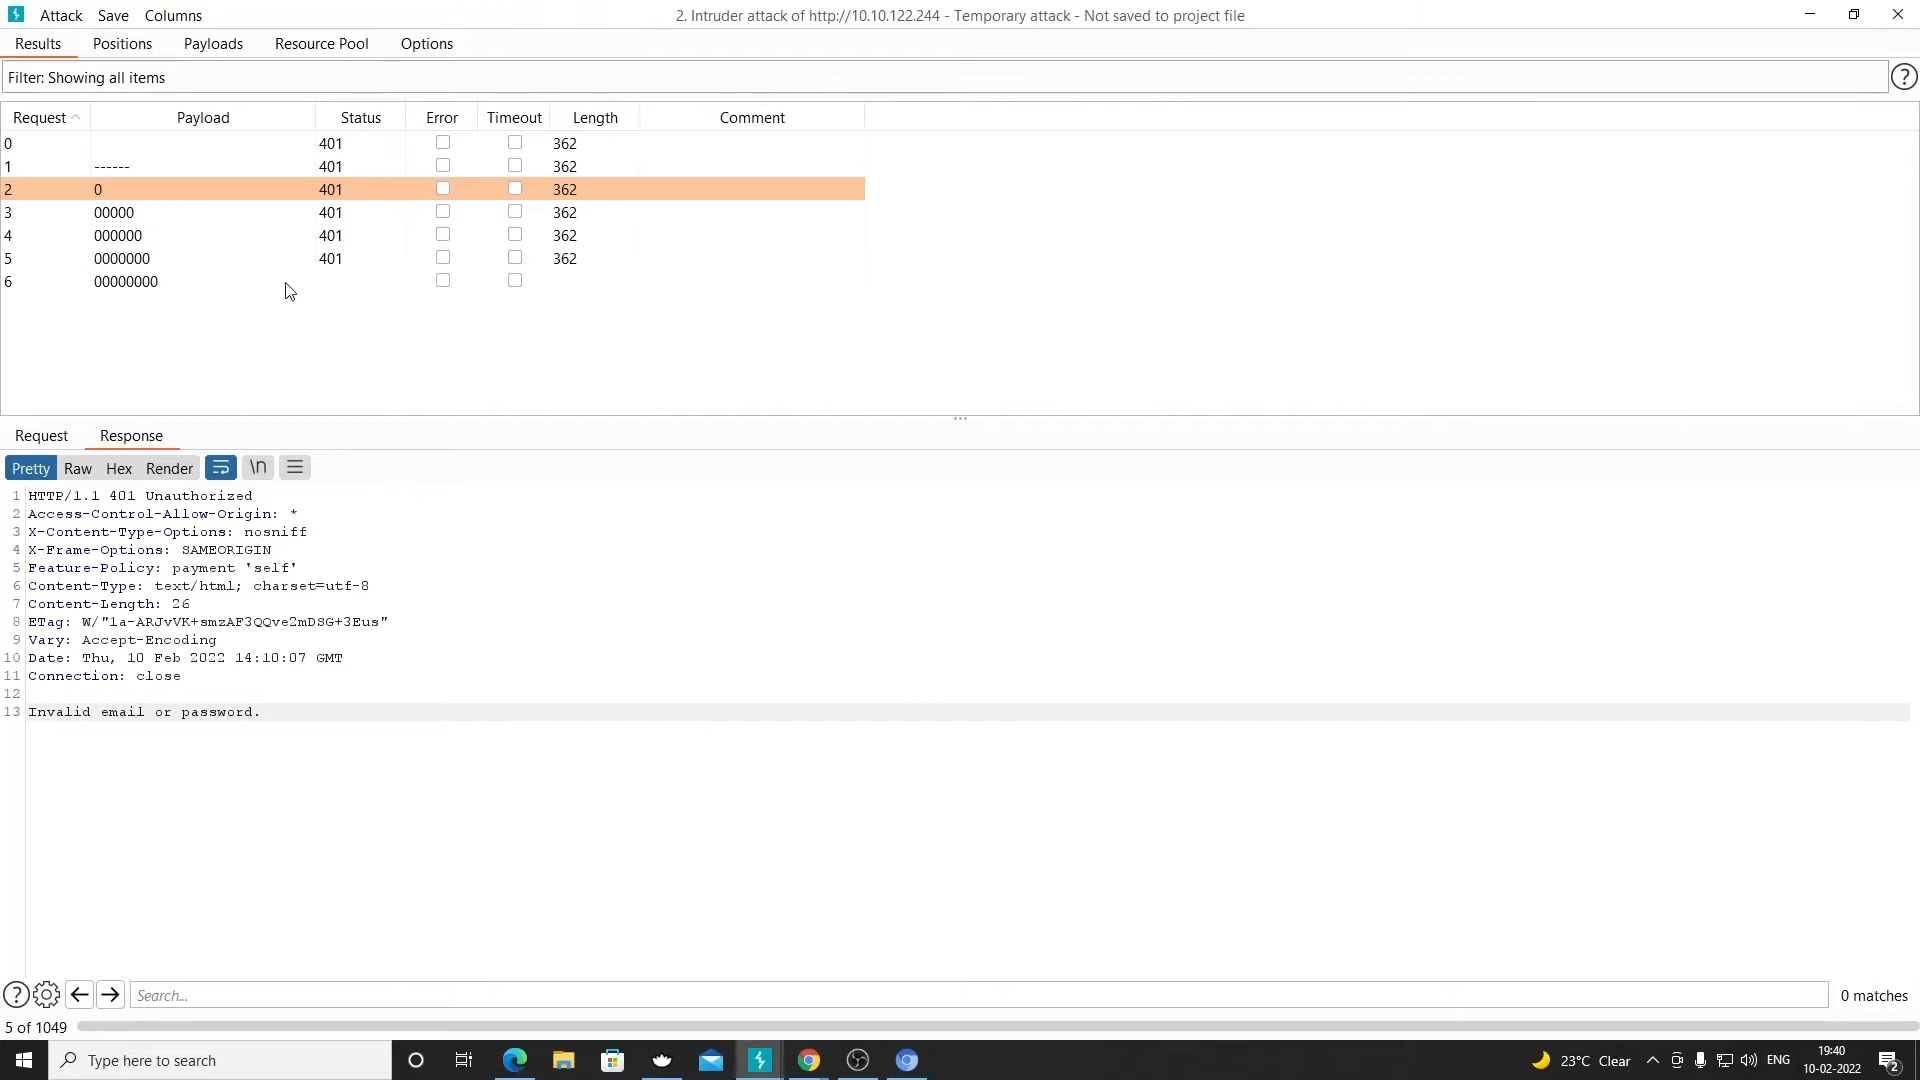 Attack Save Columns 2. Intruder attack of http://10.10.122.244 - Temporary attack - Not saved to project file
Results Positions Payloads Resource Pool Options
Filter: Showing all items ?
Request Payload Status Error Timeout Length Comment
0 401 362
1 ------ 401 362
2 0 401 362
3 00000 401 362
4 000000 401 362
5 0000000 401 362
6 00000000
Request Response
Pretty Raw Hex Render \n
1 HTTP/1.1 401 Unauthorized
2 Access-Control-Allow-Origin: *
3 X-Content-Type-Options: nosniff
4 X-Frame-Options: SAMEORIGIN
5 Feature-Policy: payment 'self'
6 Content-Type: text/html; charset=utf-8
7 Content-Length: 26
8 ETag: W/"1a-ARJvVK+smzAF3QQve2mDSG+3Eus"
9 Vary: Accept-Encoding
10 Date: Thu, 10 Feb 2022 14:10:07 GMT
11 Connection: close
12
13 Invalid email or password.
? Search... 0 matches
5 of 1049
Type here to search 23°C Clear ENG 19:40
10-02-2022 2